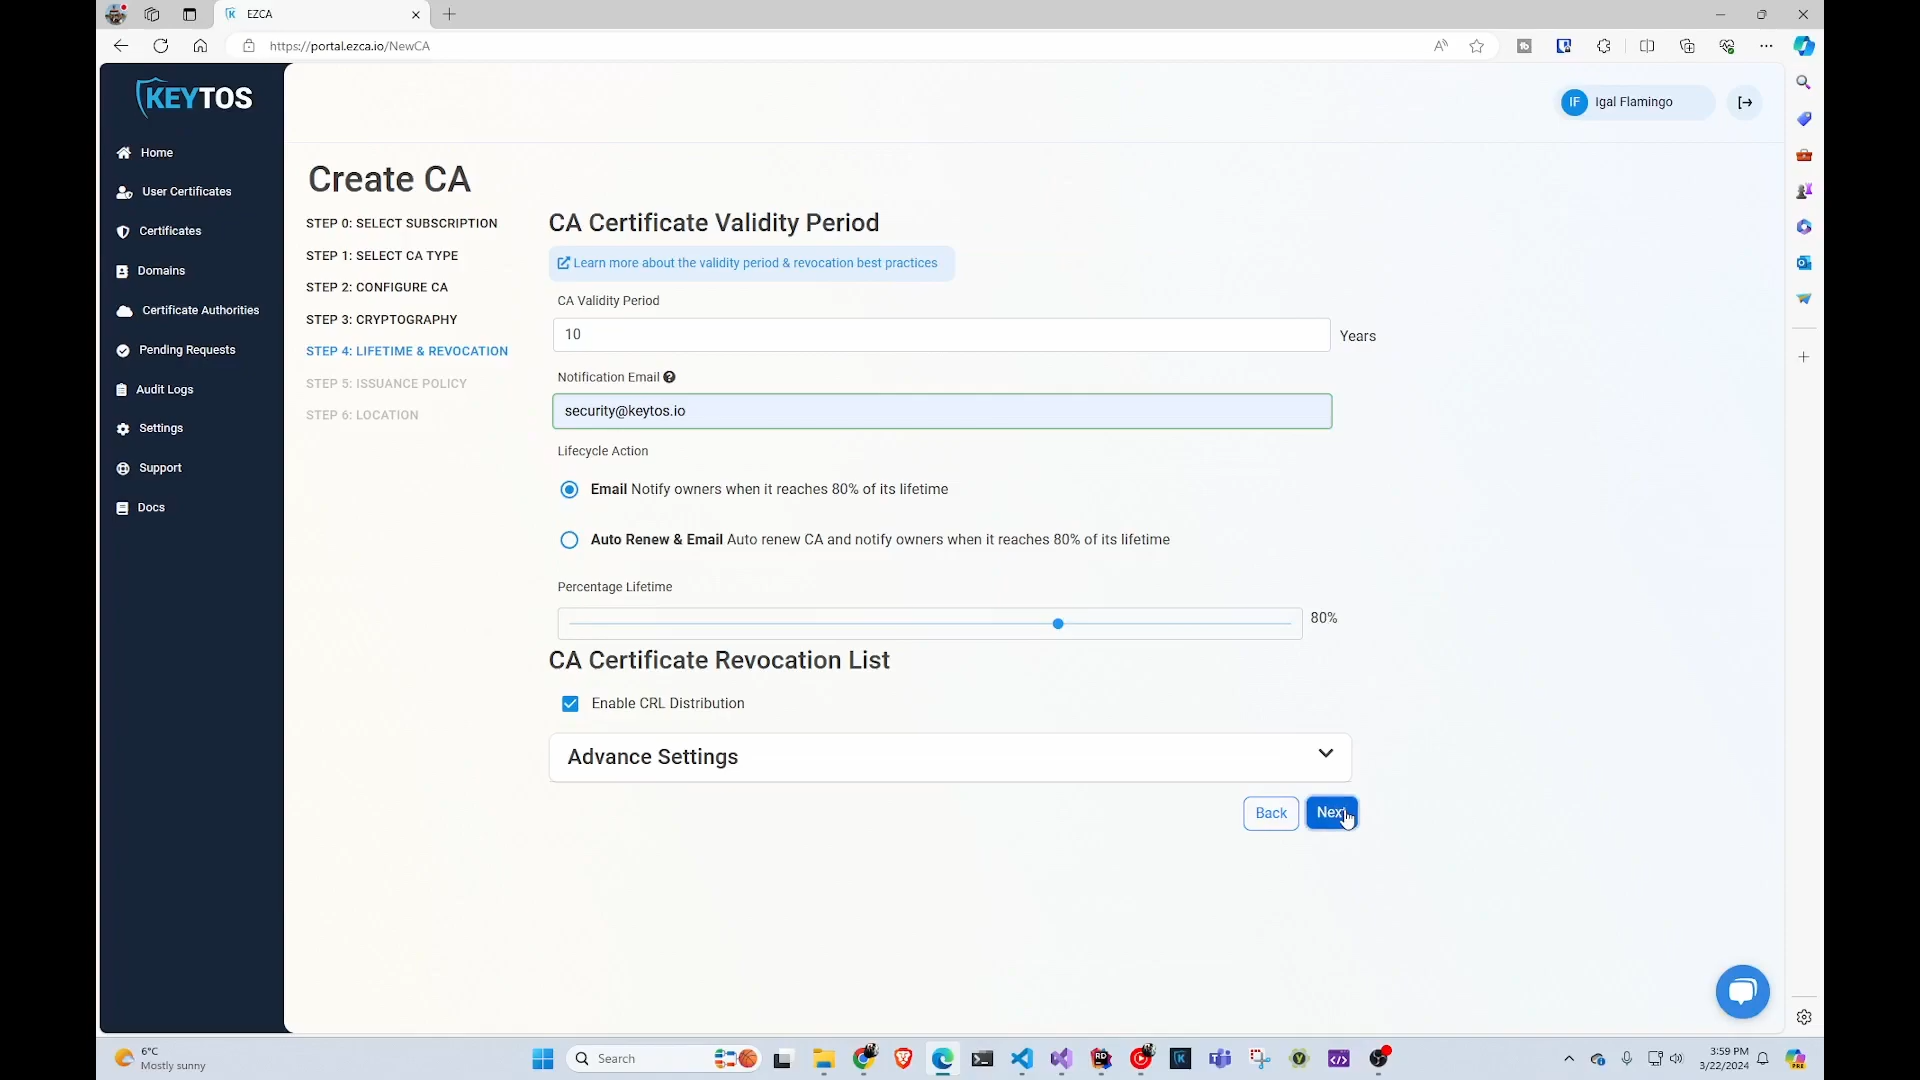 EZCA
https://portal.ezca.io/NewCA
KEYTOS
IF Igal Flamingo
Home
User Certificates
Certificates
Domains
Certificate Authorities
Pending Requests
Audit Logs
Settings
Support
Docs
Create CA
STEP 0: SELECT SUBSCRIPTION
STEP 1: SELECT CA TYPE
STEP 2: CONFIGURE CA
STEP 3: CRYPTOGRAPHY
STEP 4: LIFETIME & REVOCATION
STEP 5: ISSUANCE POLICY
STEP 6: LOCATION
CA Certificate Validity Period
Learn more about the validity period & revocation best practices
CA Validity Period
10 Years
Notification Email
security@keytos.io
Lifecycle Action
Email Notify owners when it reaches 80% of its lifetime
Auto Renew & Email Auto renew CA and notify owners when it reaches 80% of its lifetime
Percentage Lifetime
80%
CA Certificate Revocation List
Enable CRL Distribution
Advance Settings
Back Next
6°C
Mostly sunny
Search
3:59 PM
3/22/2024